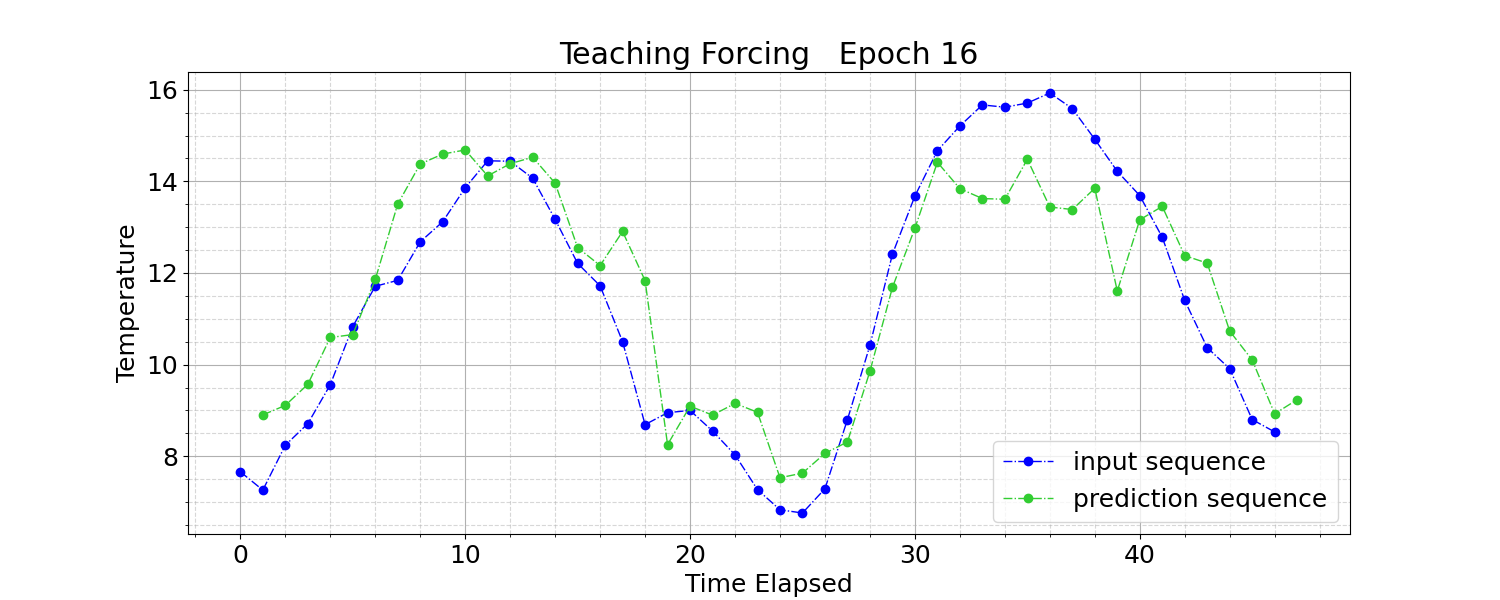 Teaching Forcing   Epoch 16
Temperature
16
14
12
10
8
0 10 20 30 40
Time Elapsed
input sequence
prediction sequence